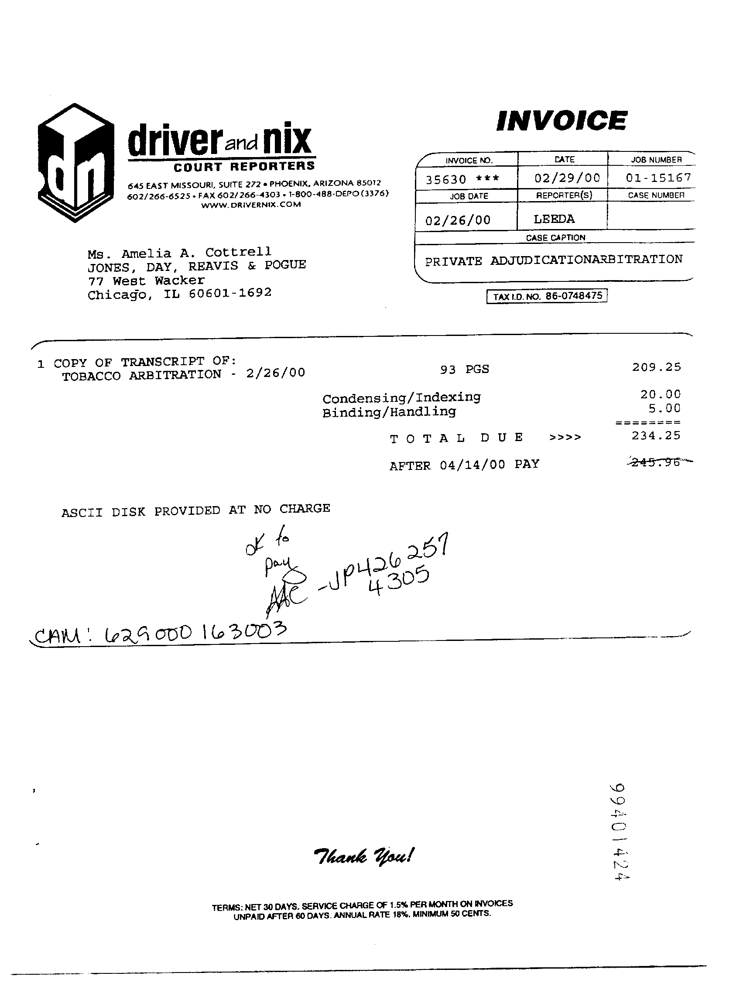 dn
driver and nix
COURT REPORTERS
645 EAST MISSOURI, SUITE 272 • PHOENIX, ARIZONA 85012
602/266-6525 • FAX 602/266-4303 • 1-800-488-DEPO (3376)
WWW.DRIVERNIX.COM
INVOICE
INVOICE NO. DATE JOB NUMBER
35630 *** 02/29/00 01-15167
JOB DATE REPORTER(S) CASE NUMBER
02/26/00 LEEDA
CASE CAPTION
PRIVATE ADJUDICATIONARBITRATION
TAX I.D. NO. 86-0748475
Ms. Amelia A. Cottrell
JONES, DAY, REAVIS & POGUE
77 West Wacker
Chicago, IL 60601-1692
1 COPY OF TRANSCRIPT OF:
TOBACCO ARBITRATION - 2/26/00 93 PGS 209.25
Condensing/Indexing 20.00
Binding/Handling 5.00
========
T O T A L D U E >>>> 234.25
AFTER 04/14/00 PAY 245.96
ASCII DISK PROVIDED AT NO CHARGE
ok to
pay
AAC - JP426257
4305
CAM: 629000 163003
99401424
Thank You!
TERMS: NET 30 DAYS. SERVICE CHARGE OF 1.5% PER MONTH ON INVOICES
UNPAID AFTER 60 DAYS. ANNUAL RATE 18%. MINIMUM 50 CENTS.